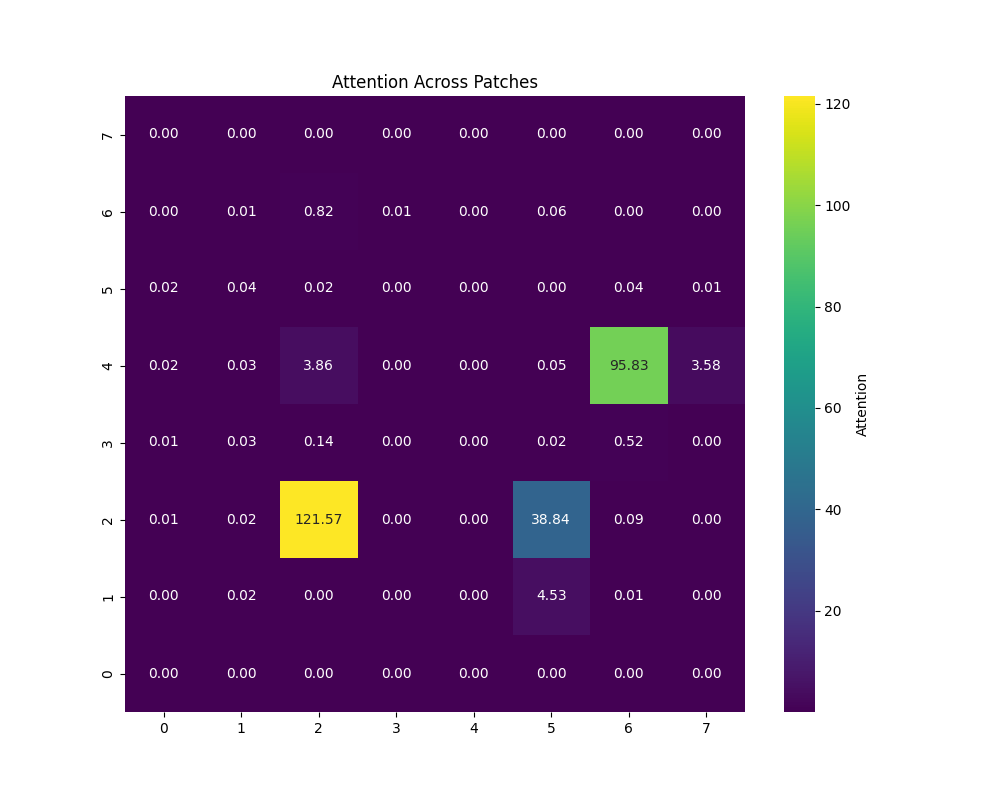 Attention Across Patches
7 0.00 0.00 0.00 0.00 0.00 0.00 0.00 0.00
6 0.00 0.01 0.82 0.01 0.00 0.06 0.00 0.00
5 0.02 0.04 0.02 0.00 0.00 0.00 0.04 0.01
4 0.02 0.03 3.86 0.00 0.00 0.05 95.83 3.58
3 0.01 0.03 0.14 0.00 0.00 0.02 0.52 0.00
2 0.01 0.02 121.57 0.00 0.00 38.84 0.09 0.00
1 0.00 0.02 0.00 0.00 0.00 4.53 0.01 0.00
0 0.00 0.00 0.00 0.00 0.00 0.00 0.00 0.00
0 1 2 3 4 5 6 7
120
100
80
60
40
20
Attention